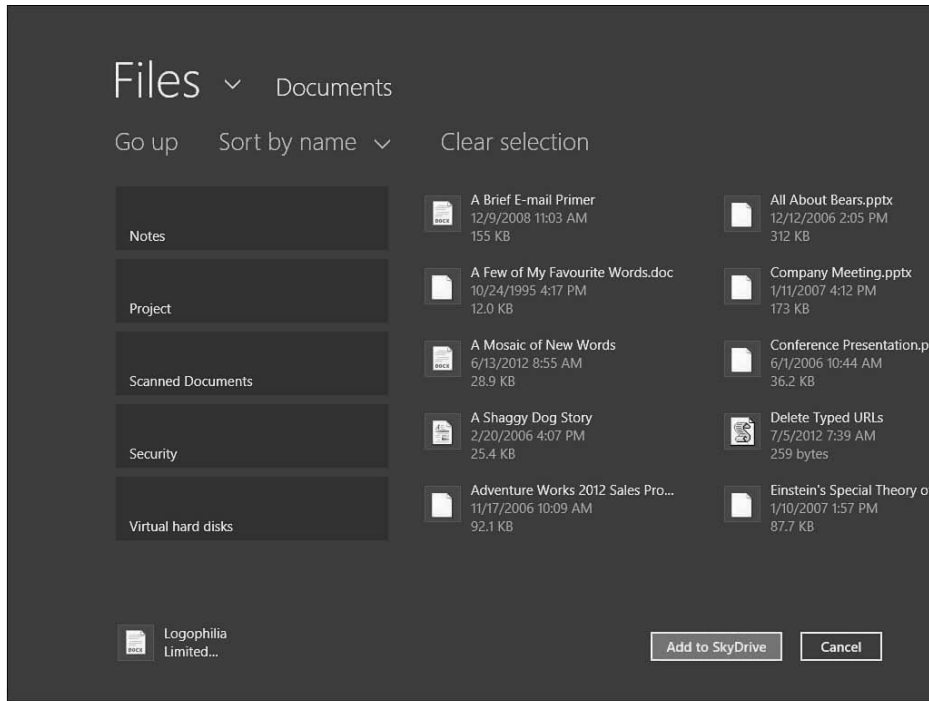 Files
Documents
Go up
Sort by name
Clear selection
Notes
Project
Scanned Documents
Security
Virtual hard disks
A Brief E-mail Primer
12/9/2008 11:03 AM
155 KB
A Few of My Favourite Words.doc
10/24/1995 4:17 PM
12.0 KB
A Mosaic of New Words
6/13/2012 8:55 AM
28.9 KB
A Shaggy Dog Story
2/20/2006 4:07 PM
25.4 KB
Adventure Works 2012 Sales Pro...
11/17/2006 10:09 AM
92.1 KB
All About Bears.pptx
12/12/2006 2:05 PM
312 KB
Company Meeting.pptx
1/11/2007 4:12 PM
173 KB
Conference Presentation.p
6/1/2006 10:44 AM
36.2 KB
Delete Typed URLs
7/5/2012 7:39 AM
259 bytes
Einstein's Special Theory o
1/10/2007 1:57 PM
87.7 KB
DOCX
DOCX
DOCX
Logophilia
Limited...
Add to SkyDrive
Cancel